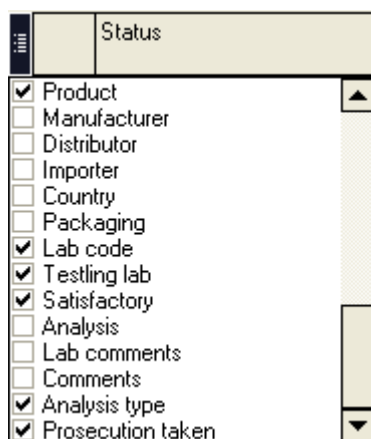 Status
Product
Manufacturer
Distributor
Importer
Country
Packaging
Lab code
Testling lab
Satisfactory
Analysis
Lab comments
Comments
Analysis type
Prosecution taken